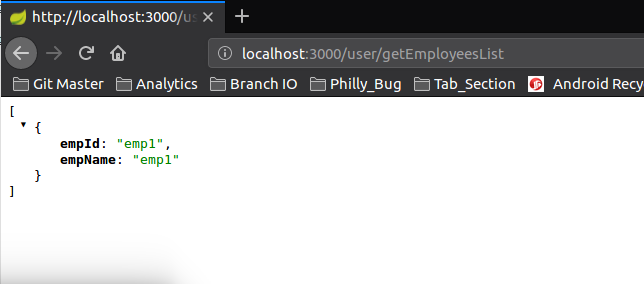 http://localhost:3000/us
localhost:3000/user/getEmployeesList
Git Master Analytics Branch IO Philly_Bug Tab_Section Android Recy
[
{
empId: "emp1",
empName: "emp1"
}
]